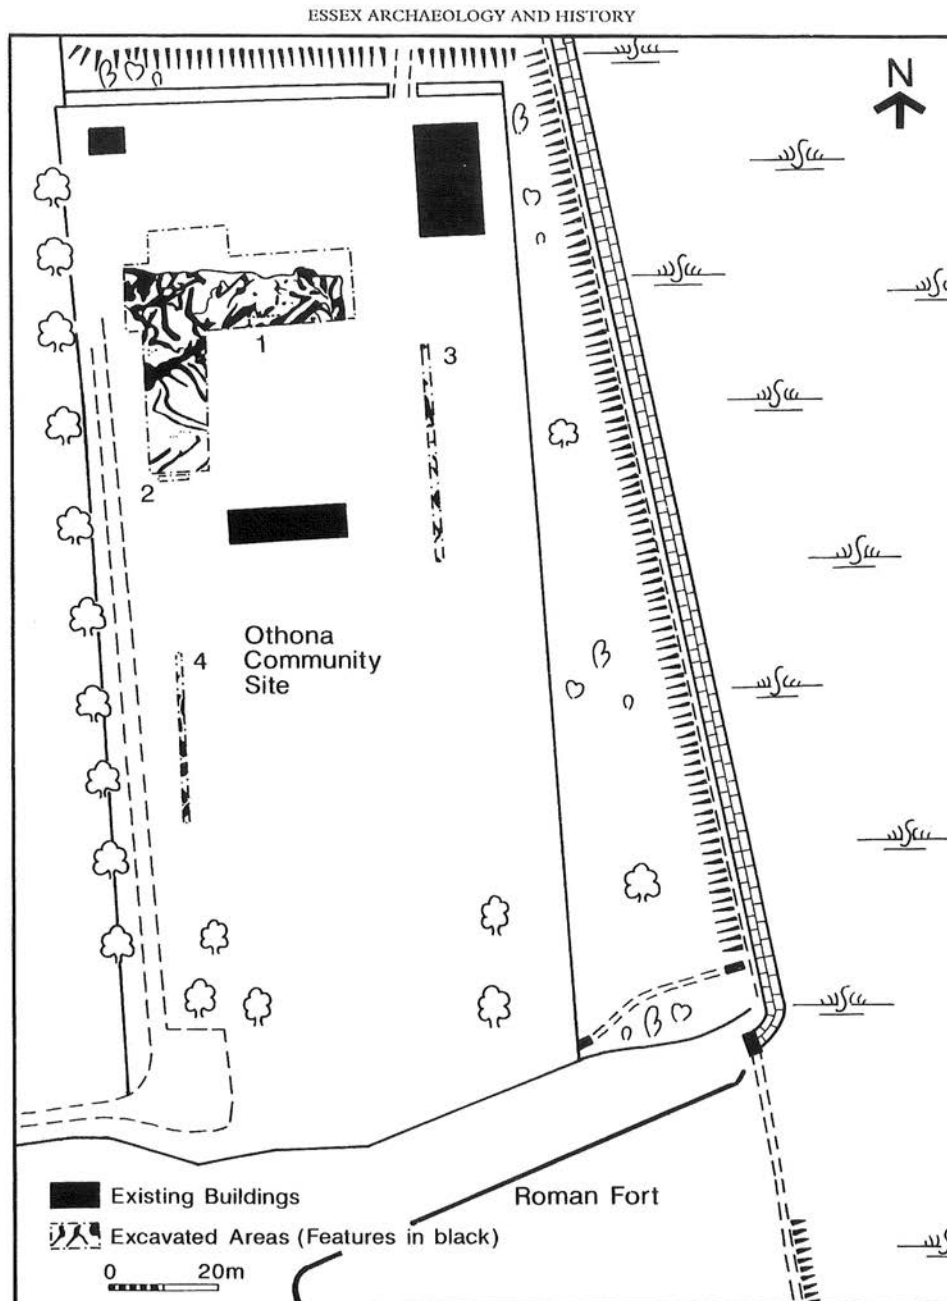 ESSEX ARCHAEOLOGY AND HISTORY
N
1
3
2
4
Othona
Community
Site
Roman Fort
Existing Buildings
Excavated Areas (Features in black)
0 20m